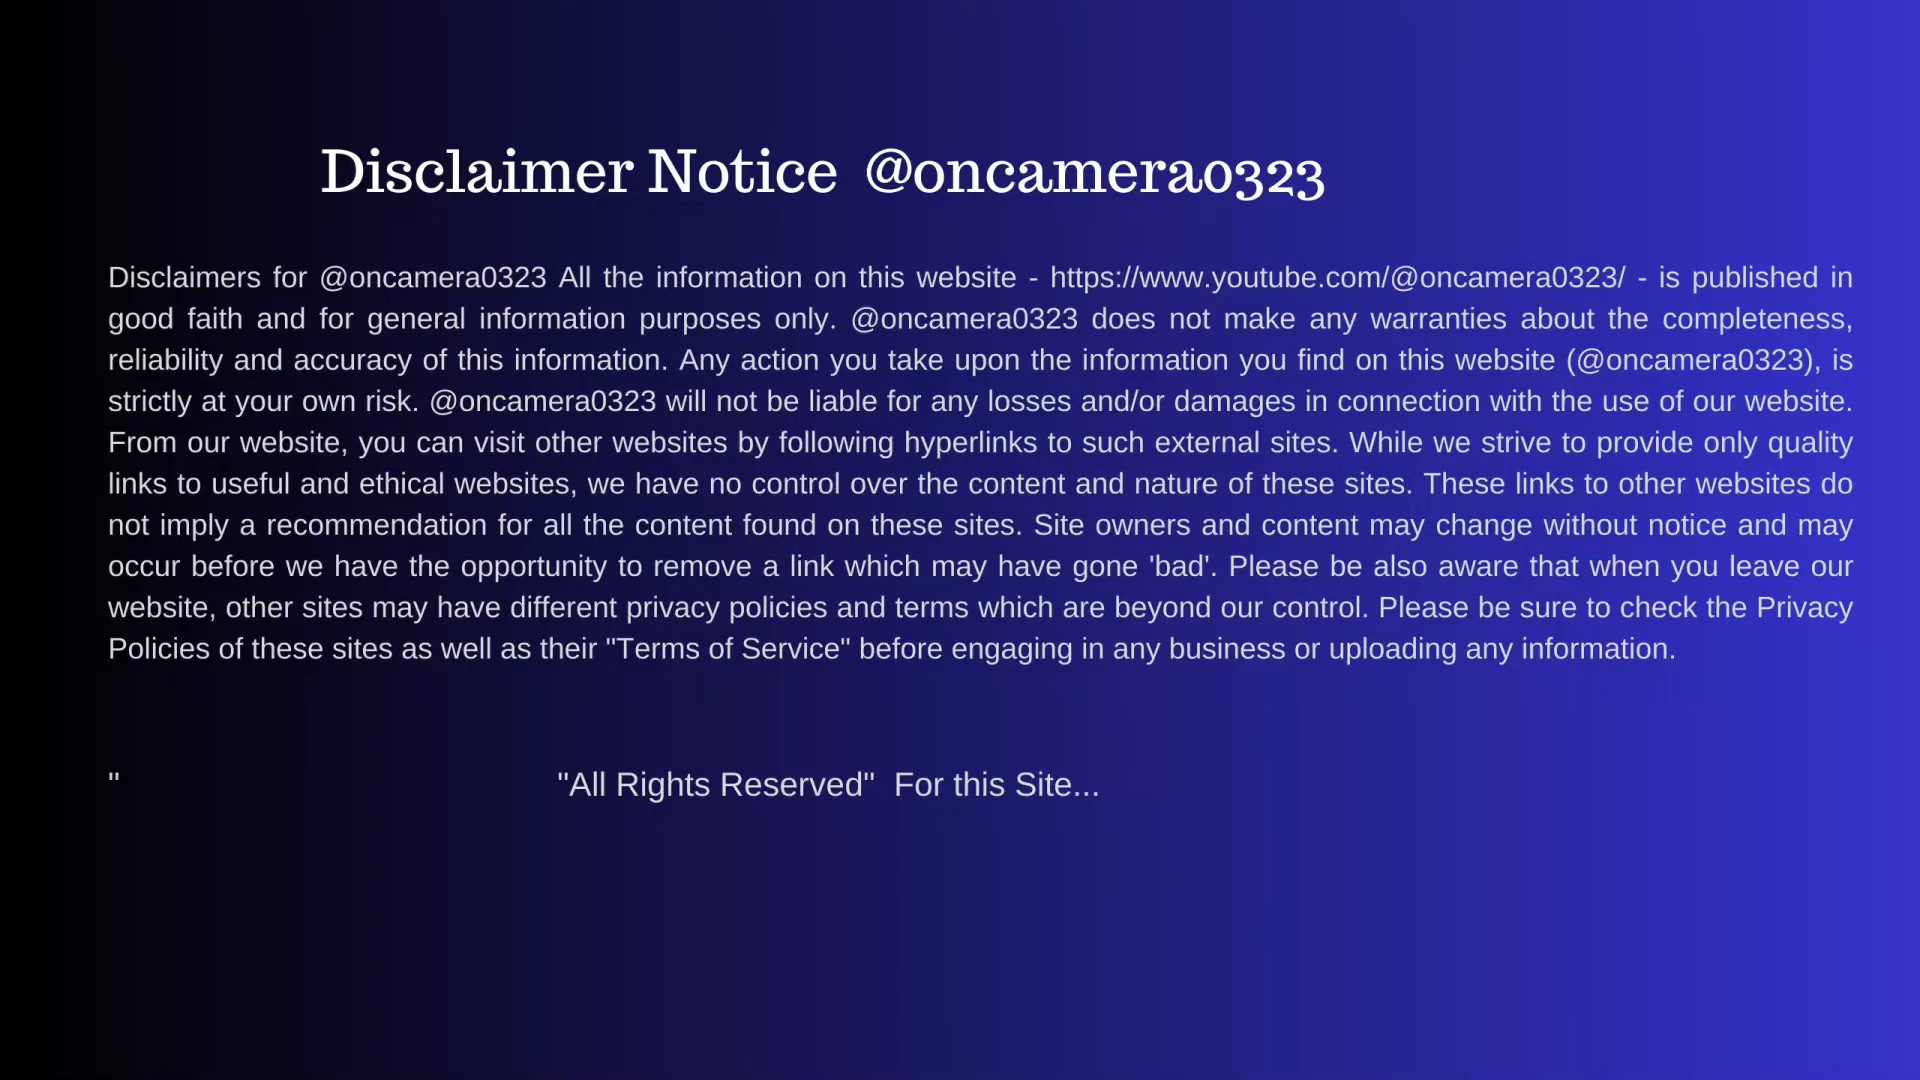 Disclaimer Notice @oncamera0323
Disclaimers for @oncamera0323 All the information on this website - https://www.youtube.com/@oncamera0323/ - is published in
good faith and for general information purposes only. @oncamera0323 does not make any warranties about the completeness,
reliability and accuracy of this information. Any action you take upon the information you find on this website (@oncamera0323), is
strictly at your own risk. @oncamera0323 will not be liable for any losses and/or damages in connection with the use of our website.
From our website, you can visit other websites by following hyperlinks to such external sites. While we strive to provide only quality
links to useful and ethical websites, we have no control over the content and nature of these sites. These links to other websites do
not imply a recommendation for all the content found on these sites. Site owners and content may change without notice and may
occur before we have the opportunity to remove a link which may have gone 'bad'. Please be also aware that when you leave our
website, other sites may have different privacy policies and terms which are beyond our control. Please be sure to check the Privacy
Policies of these sites as well as their "Terms of Service" before engaging in any business or uploading any information.
" "All Rights Reserved" For this Site...